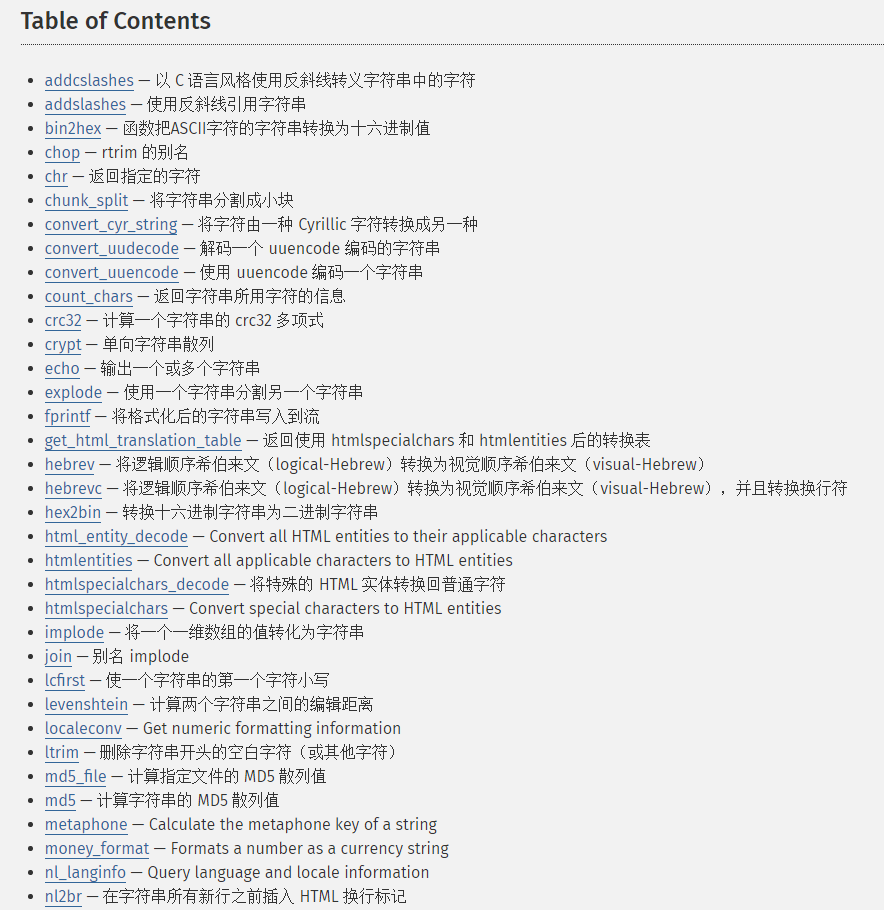 Table of Contents
addcslashes — 以 C 语言风格使用反斜线转义字符串中的字符
addslashes — 使用反斜线引用字符串
bin2hex — 函数把ASCII字符的字符串转换为十六进制值
chop — rtrim 的别名
chr — 返回指定的字符
chunk_split — 将字符串分割成小块
convert_cyr_string — 将字符由一种 Cyrillic 字符转换成另一种
convert_uudecode — 解码一个 uuencode 编码的字符串
convert_uuencode — 使用 uuencode 编码一个字符串
count_chars — 返回字符串所用字符的信息
crc32 — 计算一个字符串的 crc32 多项式
crypt — 单向字符串散列
echo — 输出一个或多个字符串
explode — 使用一个字符串分割另一个字符串
fprintf — 将格式化后的字符串写入到流
get_html_translation_table — 返回使用 htmlspecialchars 和 htmlentities 后的转换表
hebrev — 将逻辑顺序希伯来文（logical-Hebrew）转换为视觉顺序希伯来文（visual-Hebrew）
hebrevc — 将逻辑顺序希伯来文（logical-Hebrew）转换为视觉顺序希伯来文（visual-Hebrew），并且转换换行符
hex2bin — 转换十六进制字符串为二进制字符串
html_entity_decode — Convert all HTML entities to their applicable characters
htmlentities — Convert all applicable characters to HTML entities
htmlspecialchars_decode — 将特殊的 HTML 实体转换回普通字符
htmlspecialchars — Convert special characters to HTML entities
implode — 将一个一维数组的值转化为字符串
join — 别名 implode
lcfirst — 使一个字符串的第一个字符小写
levenshtein — 计算两个字符串之间的编辑距离
localeconv — Get numeric formatting information
ltrim — 删除字符串开头的空白字符（或其他字符）
md5_file — 计算指定文件的 MD5 散列值
md5 — 计算字符串的 MD5 散列值
metaphone — Calculate the metaphone key of a string
money_format — Formats a number as a currency string
nl_langinfo — Query language and locale information
nl2br — 在字符串所有新行之前插入 HTML 换行标记